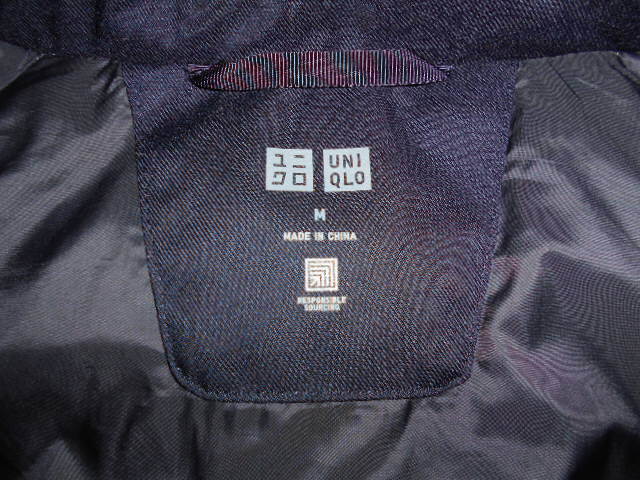 ユニ UNI
クロ QLO
M
MADE IN CHINA
RESPONSIBLE
SOURCING